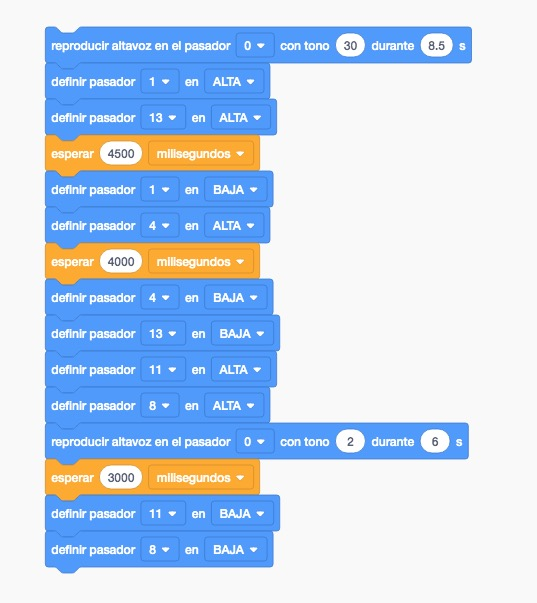 reproducir altavoz en el pasador 0 con tono 30 durante 8.5 s
definir pasador 1 en ALTA
definir pasador 13 en ALTA
esperar 4500 milisegundos
definir pasador 1 en BAJA
definir pasador 4 en ALTA
esperar 4000 milisegundos
definir pasador 4 en BAJA
definir pasador 13 en BAJA
definir pasador 11 en ALTA
definir pasador 8 en ALTA
reproducir altavoz en el pasador 0 con tono 2 durante 6 s
esperar 3000 milisegundos
definir pasador 11 en BAJA
definir pasador 8 en BAJA